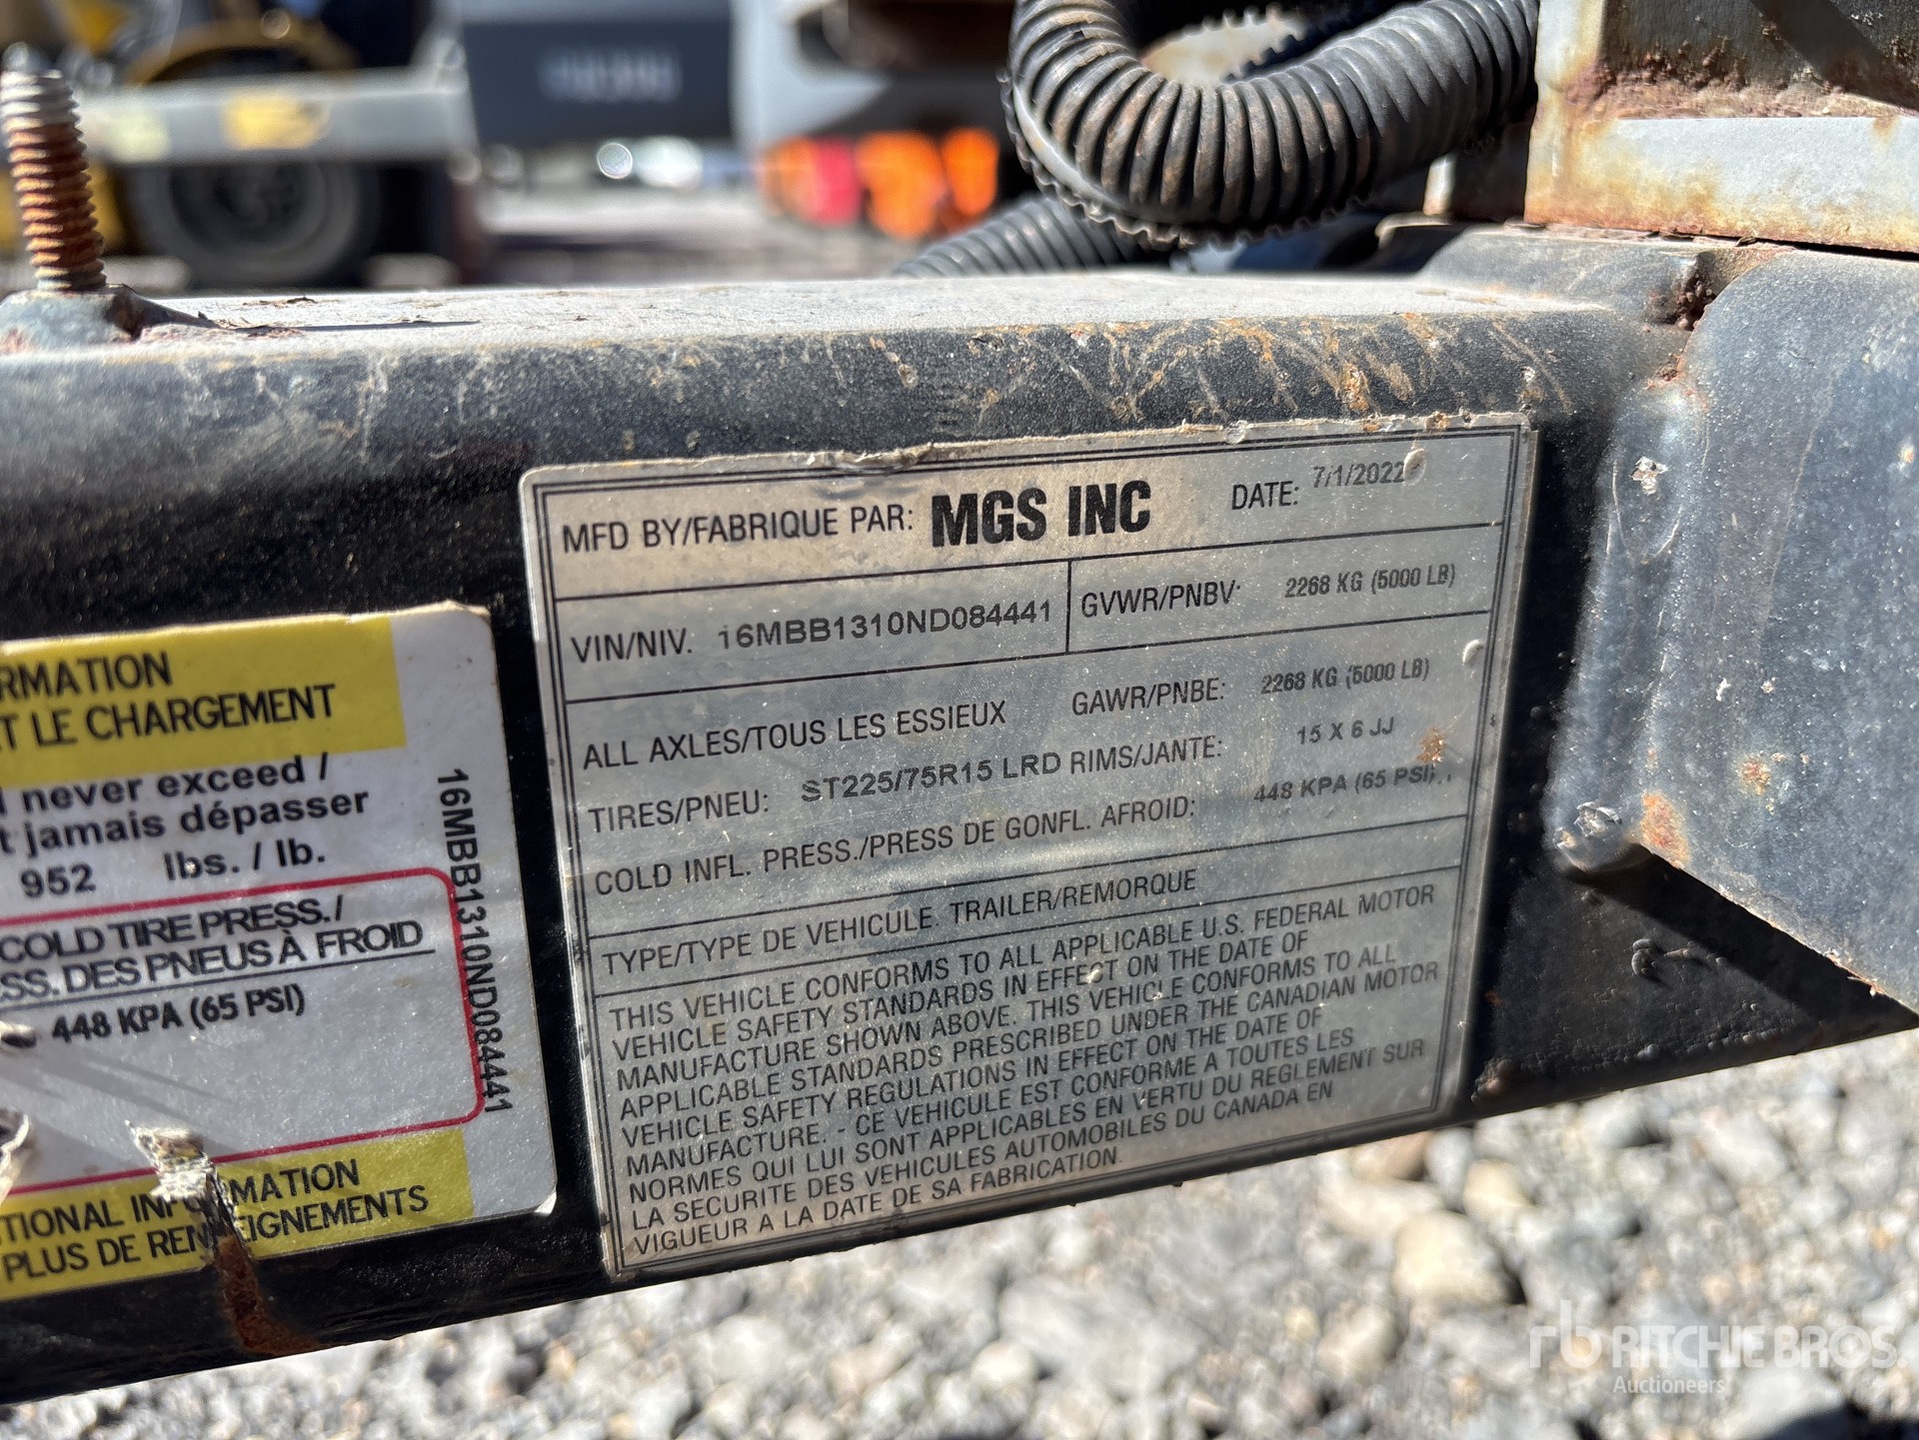 RMATION
T LE CHARGEMENT
never exceed /
t jamais dépasser
952 lbs. / lb.
COLD TIRE PRESS./
SS. DES PNEUS À FROID
448 KPA (65 PSI)
TIONAL INFORMATION
PLUS DE RENSEIGNEMENTS
16MBB1310ND084441
MFD BY/FABRIQUE PAR: MGS INC DATE: 7/1/2022
VIN/NIV. 16MBB1310ND084441 GVWR/PNBV: 2268 KG (5000 LB)
ALL AXLES/TOUS LES ESSIEUX GAWR/PNBE: 2268 KG (5000 LB)
TIRES/PNEU: ST225/75R15 LRD RIMS/JANTE: 15 X 6 JJ
COLD INFL. PRESS./PRESS DE GONFL. AFROID: 448 KPA (65 PSI)
TYPE/TYPE DE VEHICULE. TRAILER/REMORQUE
THIS VEHICLE CONFORMS TO ALL APPLICABLE U.S. FEDERAL MOTOR
VEHICLE SAFETY STANDARDS IN EFFECT ON THE DATE OF
MANUFACTURE SHOWN ABOVE. THIS VEHICLE CONFORMS TO ALL
APPLICABLE STANDARDS PRESCRIBED UNDER THE CANADIAN MOTOR
VEHICLE SAFETY REGULATIONS IN EFFECT ON THE DATE OF
MANUFACTURE. - CE VEHICULE EST CONFORME A TOUTES LES
NORMES QUI LUI SONT APPLICABLES EN VERTU DU REGLEMENT SUR
LA SECURITE DES VEHICULES AUTOMOBILES DU CANADA EN
VIGUEUR A LA DATE DE SA FABRICATION.
rb RITCHIE BROS.
Auctioneers